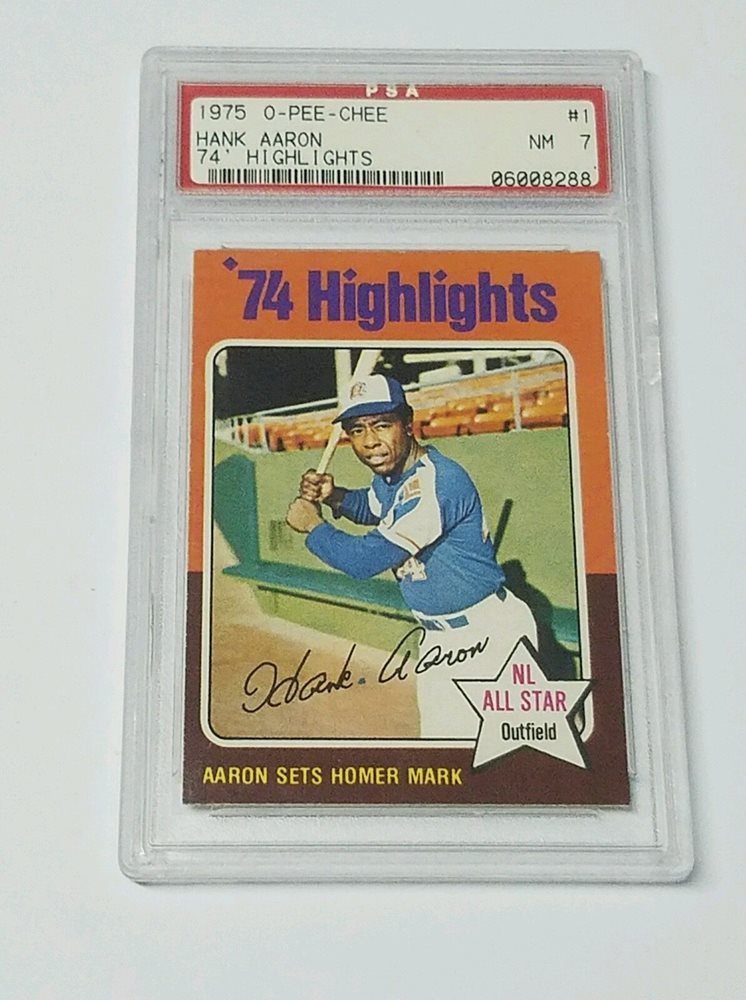 PSA
1975 O-PEE-CHEE #1
HANK AARON NM 7
74' HIGHLIGHTS
06008288
'74 Highlights
Hank Aaron
NL
ALL STAR
Outfield
AARON SETS HOMER MARK